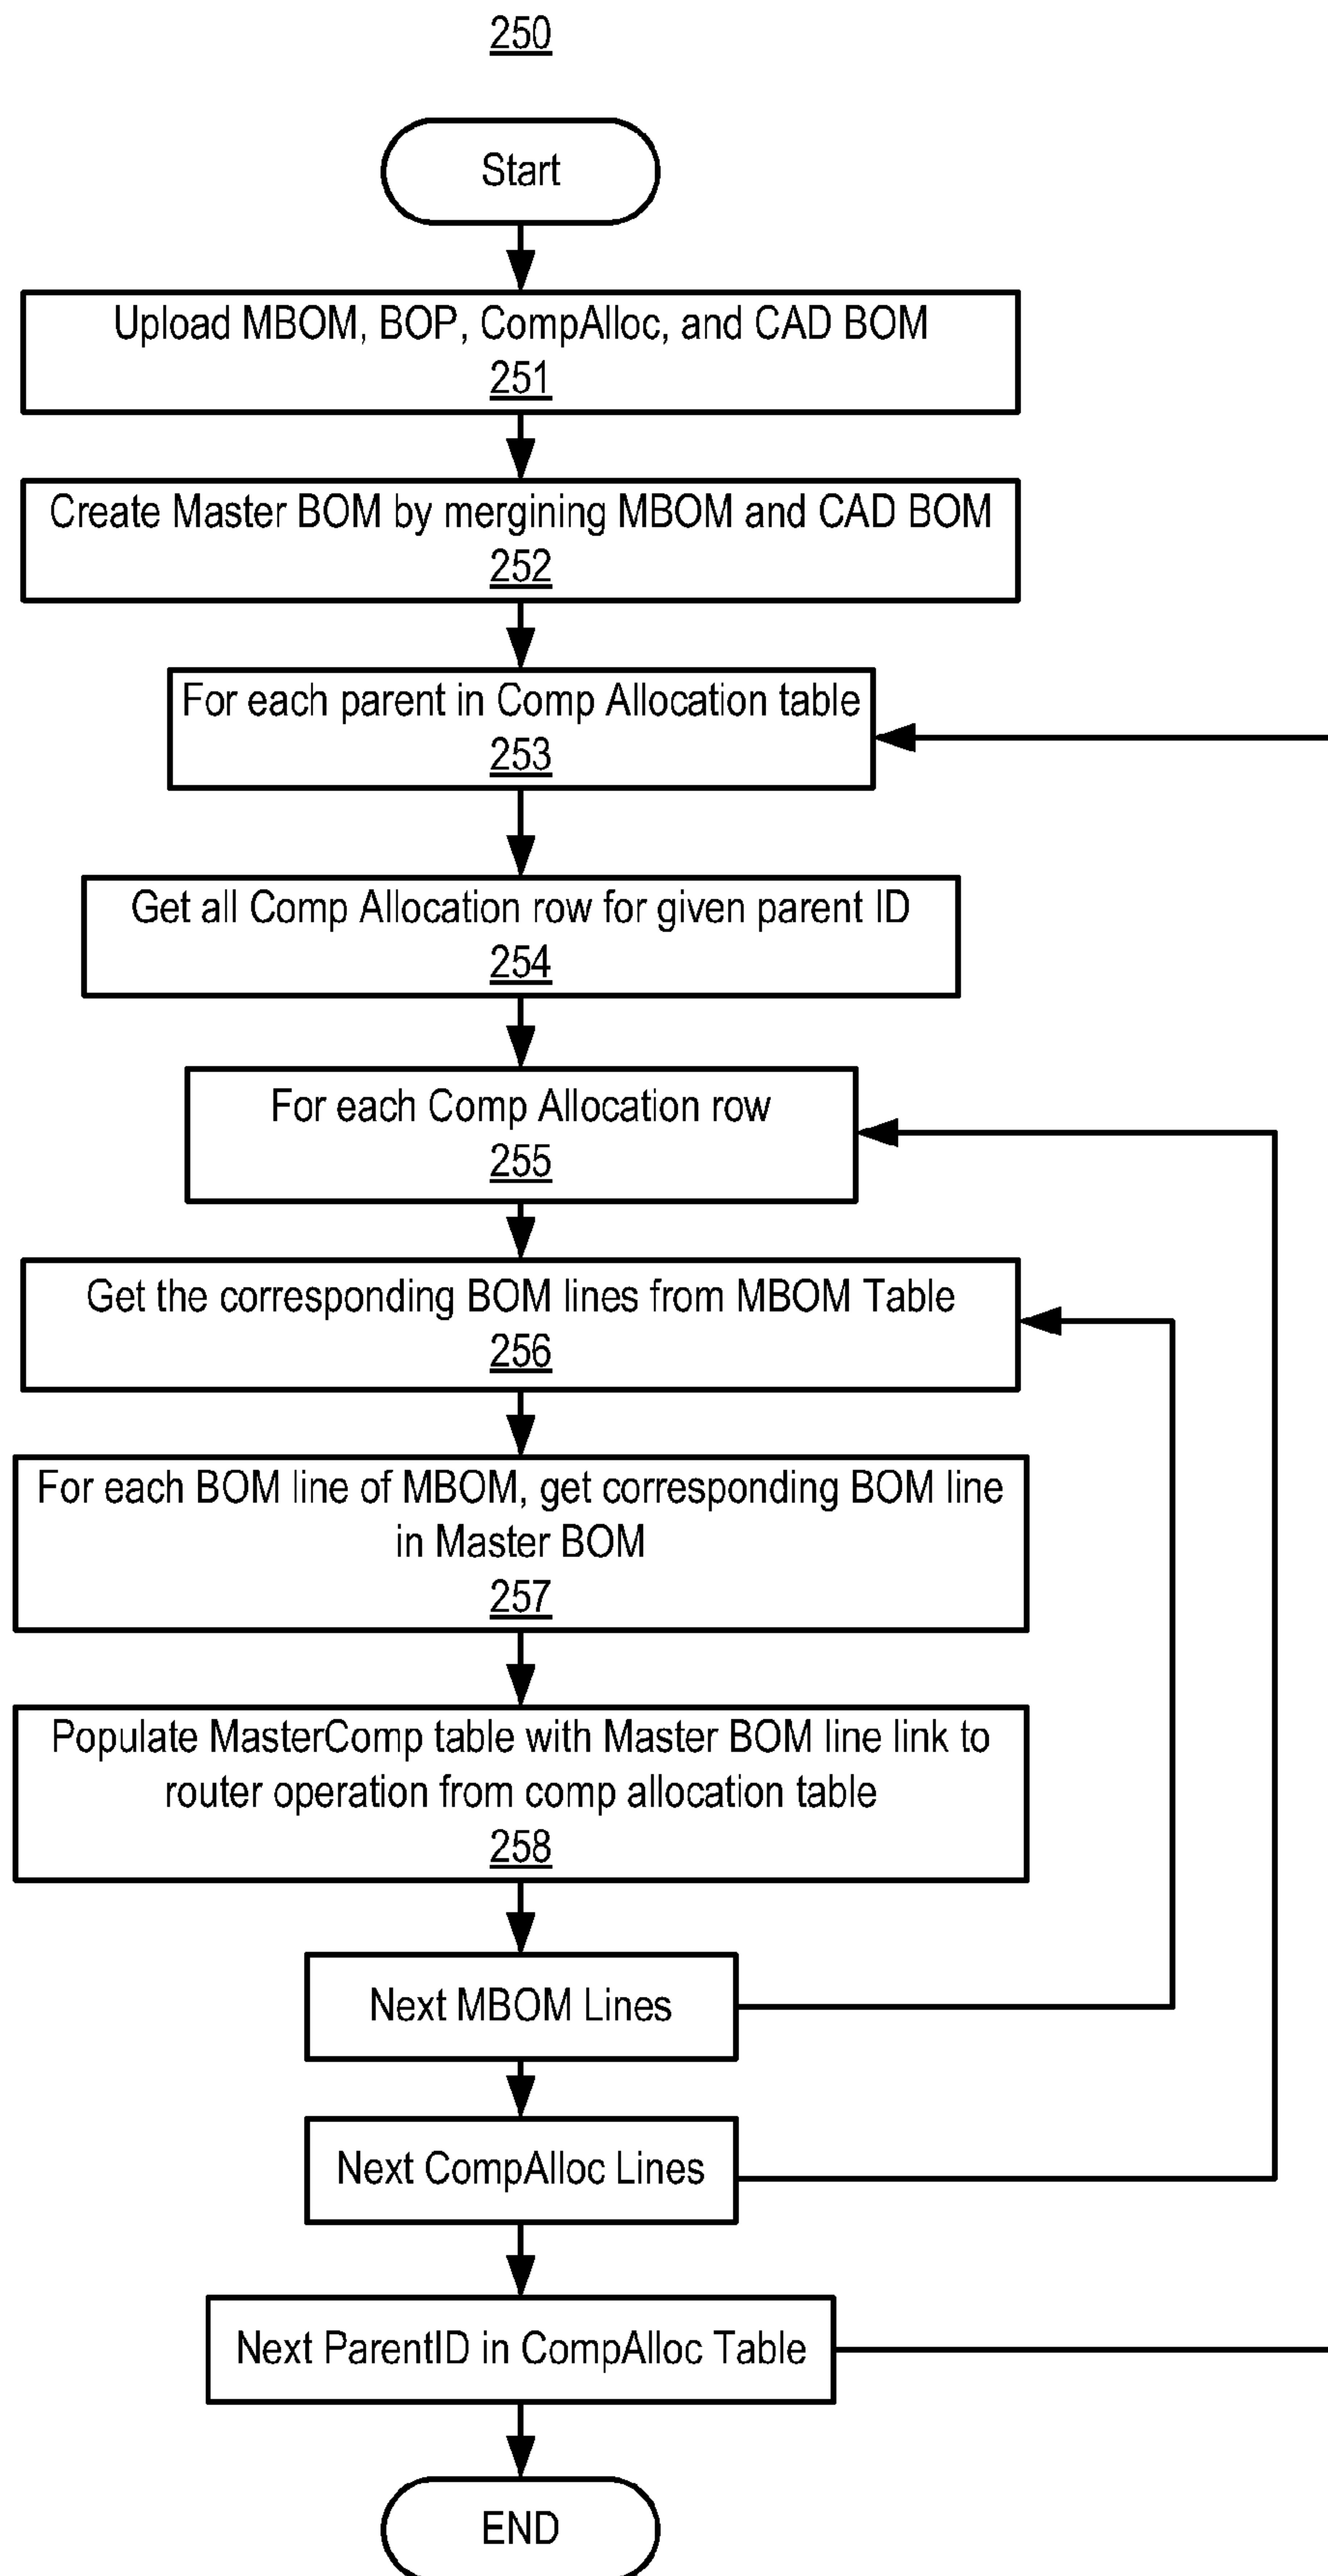 250
Start
Upload MBOM, BOP, CompAlloc, and CAD BOM
251
Create Master BOM by mergining MBOM and CAD BOM
252
For each parent in Comp Allocation table
253
Get all Comp Allocation row for given parent ID
254
For each Comp Allocation row
255
Get the corresponding BOM lines from MBOM Table
256
For each BOM line of MBOM, get corresponding BOM line
in Master BOM
257
Populate MasterComp table with Master BOM line link to
router operation from comp allocation table
258
Next MBOM Lines
Next CompAlloc Lines
Next ParentID in CompAlloc Table
END